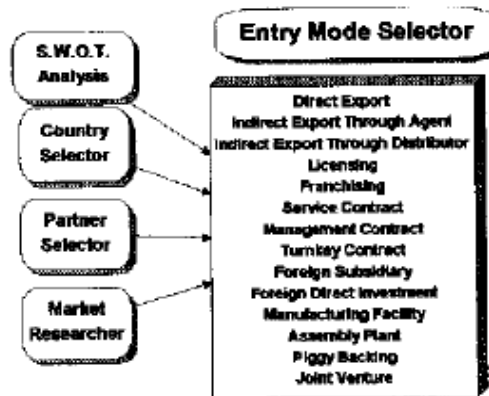 Entry Mode Selector
S.W.O.T.
Analysis
Country
Selector
Partner
Selector
Market
Researcher
Direct Export
Indirect Export Through Agent
Indirect Export Through Distributor
Licensing
Franchising
Service Contract
Management Contract
Turnkey Contract
Foreign Subsidiary
Foreign Direct Investment
Manufacturing Facility
Assembly Plant
Piggy Backing
Joint Venture